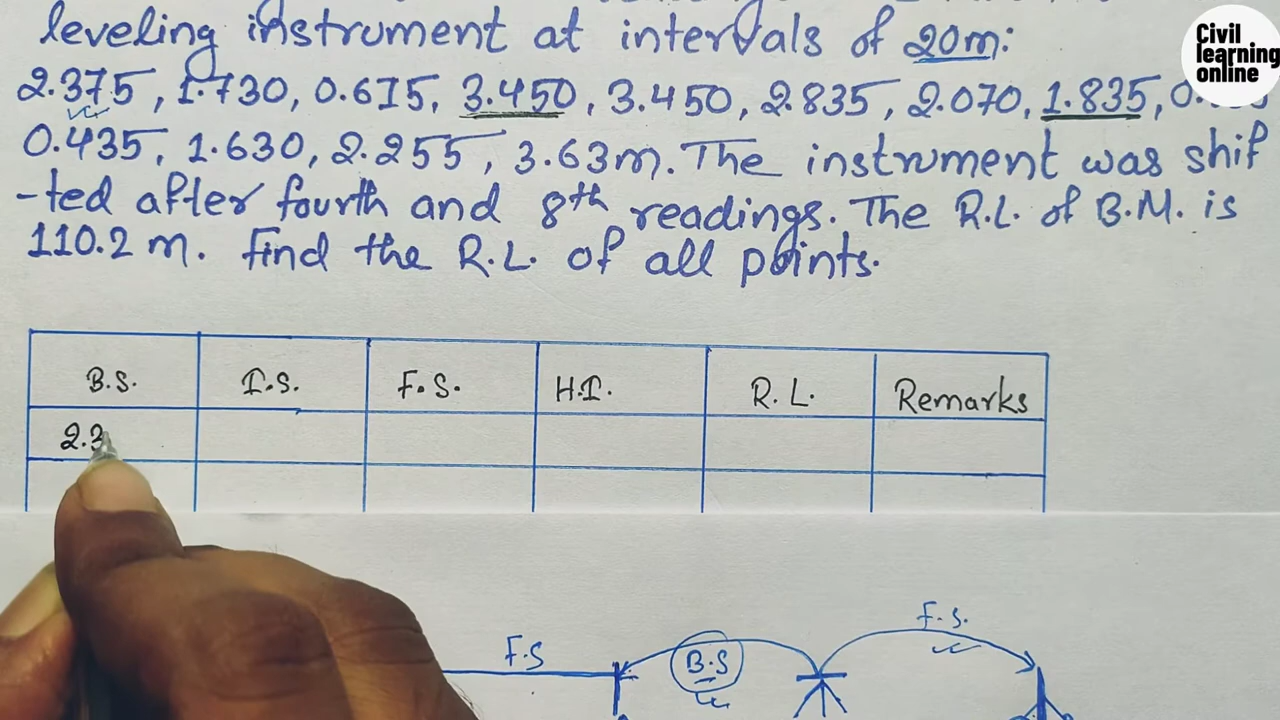 leveling instrument at intervals of 20m:
2.375, 1.730, 0.615, 3.450, 3.450, 2.835, 2.070, 1.835,
0.435, 1.630, 2.255, 3.63m. The instrument was shif
-ted after fourth and 8th readings. The R.L. of B.M. is
110.2 m. find the R.L. of all points.
B.S. I.S. F.S. H.I. R.L. Remarks
2.3
F.S B.S F.S.
Civil
learning
online